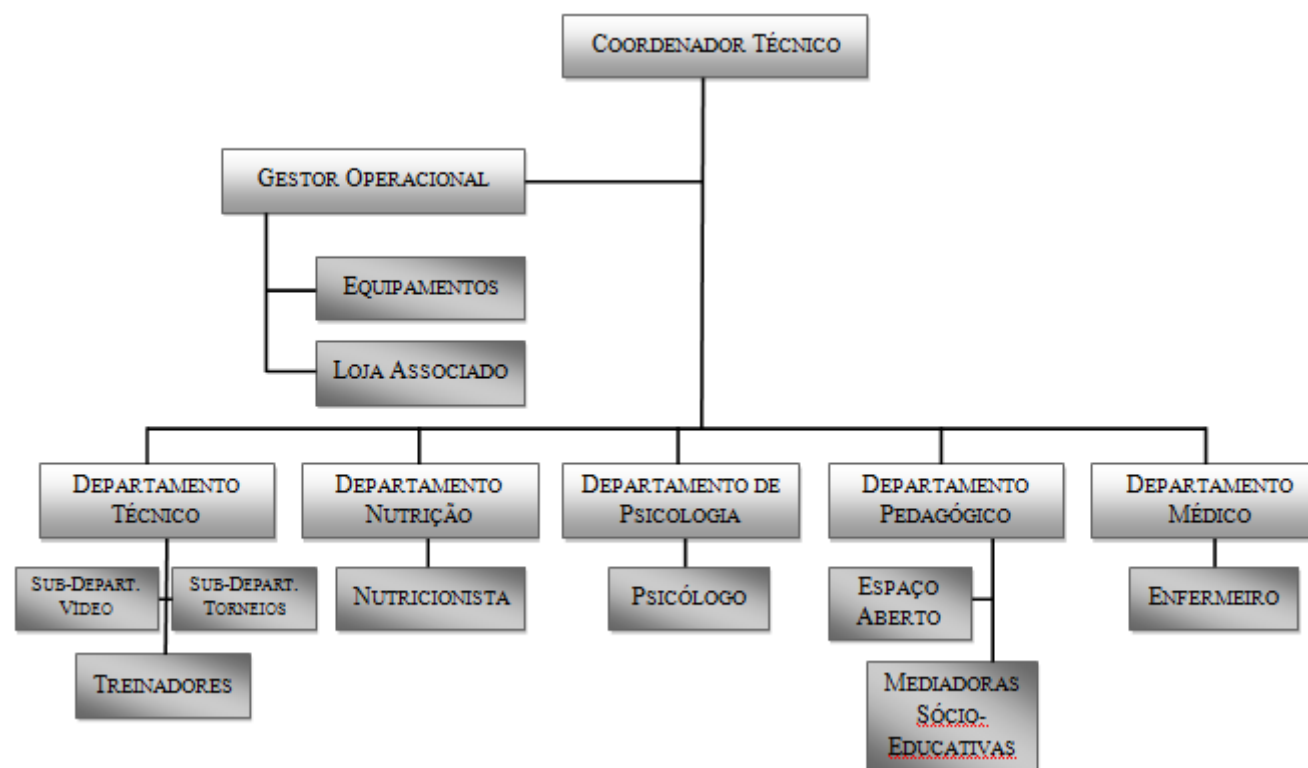 COORDENADOR TÉCNICO
GESTOR OPERACIONAL
EQUIPAMENTOS
LOJA ASSOCIADO
DEPARTAMENTO
TÉCNICO
DEPARTAMENTO
NUTRIÇÃO
DEPARTAMENTO DE
PSICOLOGIA
DEPARTAMENTO
PEDAGÓGICO
DEPARTAMENTO
MÉDICO
SUB-DEPART.
VIDEO
SUB-DEPART.
TORNEIOS
TREINADORES
NUTRICIONISTA
PSICÓLOGO
ESPAÇO
ABERTO
MEDIADORAS
SÓCIO-
EDUCATIVAS
ENFERMEIRO